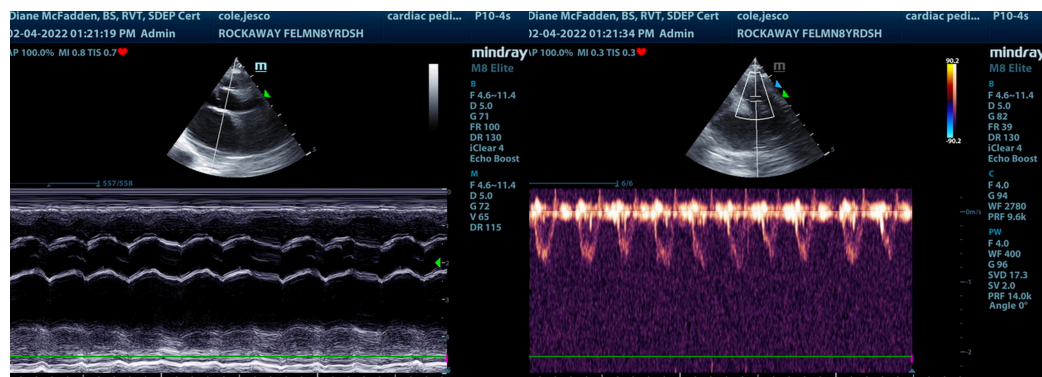 Diane McFadden, BS, RVT, SDEP Cert cole,jesco cardiac pedi... P10-4s
02-04-2022 01:21:19 PM Admin ROCKAWAY FELMN8YRDSH
AP 100.0% MI 0.8 TIS 0.7
m
mindray
M8 Elite
B
F 4.6~11.4
D 5.0
G 71
FR 100
DR 130
iClear 4
Echo Boost
M
F 4.6~11.4
D 5.0
G 72
V 65
DR 115
5
557/558
0
1
2
3
Diane McFadden, BS, RVT, SDEP Cert cole,jesco cardiac pedi... P10-4s
02-04-2022 01:21:34 PM Admin ROCKAWAY FELMN8YRDSH
AP 100.0% MI 0.3 TIS 0.3
m
90.2
-90.2
mindray
M8 Elite
B
F 4.6~11.4
D 5.0
G 82
FR 39
DR 130
iClear 4
Echo Boost
C
F 4.0
G 94
WF 2780
PRF 9.6k
PW
F 4.0
WF 400
G 96
SVD 17.3
SV 2.0
PRF 14.0k
Angle 0°
5
6/6
0m/s
-1
-2